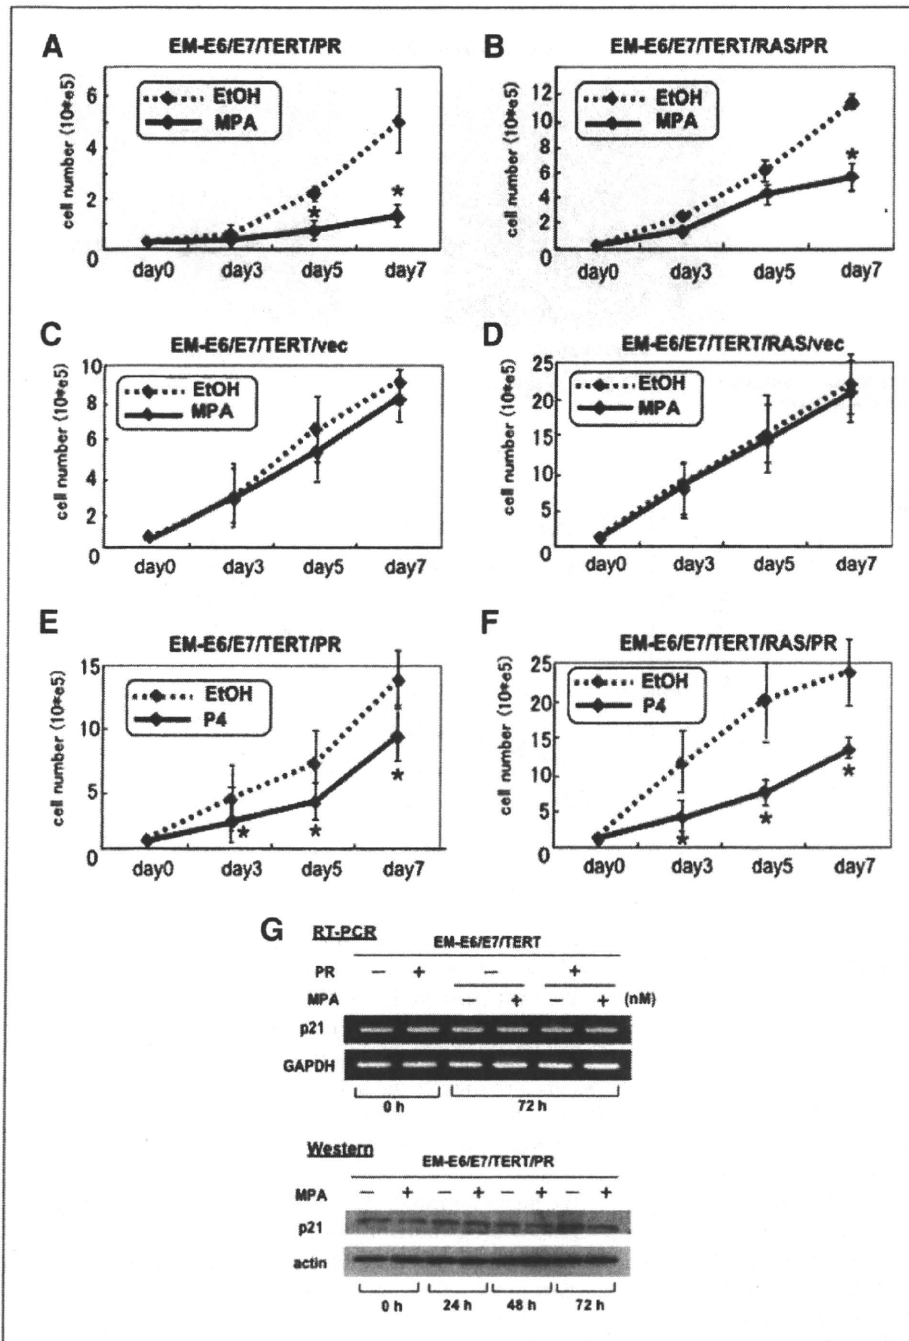 A
EM-E6/E7/TERT/PR
cell number (10*e5)
6
4
2
0
EtOH
MPA
*
*
day0 day3 day5 day7
B
EM-E6/E7/TERT/RAS/PR
cell number (10*e5)
12
10
8
6
4
2
0
EtOH
MPA
*
day0 day3 day5 day7
C
EM-E6/E7/TERT/vec
cell number (10*e5)
10
8
6
4
2
0
EtOH
MPA
day0 day3 day5 day7
D
EM-E6/E7/TERT/RAS/vec
cell number (10*e5)
25
20
15
10
5
0
EtOH
MPA
day0 day3 day5 day7
E
EM-E6/E7/TERT/PR
cell number (10*e5)
15
10
5
0
EtOH
P4
* * *
day0 day3 day5 day7
F
EM-E6/E7/TERT/RAS/PR
cell number (10*e5)
25
20
15
10
5
0
EtOH
P4
* * *
day0 day3 day5 day7
G RT-PCR
EM-E6/E7/TERT
PR − + − +
MPA − + − + (nM)
p21
GAPDH
0 h 72 h
Western
EM-E6/E7/TERT/PR
MPA − + − + − + − +
p21
actin
0 h 24 h 48 h 72 h